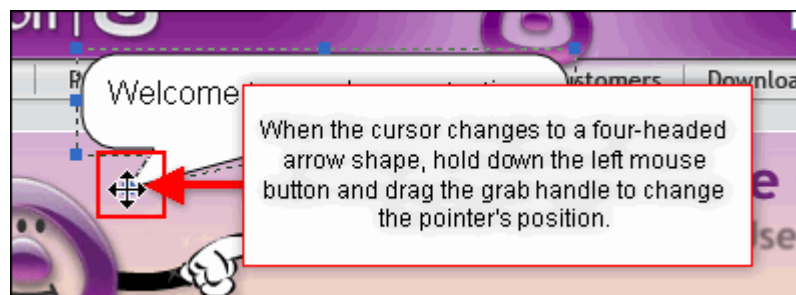 Welcome
Downloa
When the cursor changes to a four-headed
arrow shape, hold down the left mouse
button and drag the grab handle to change
the pointer's position.